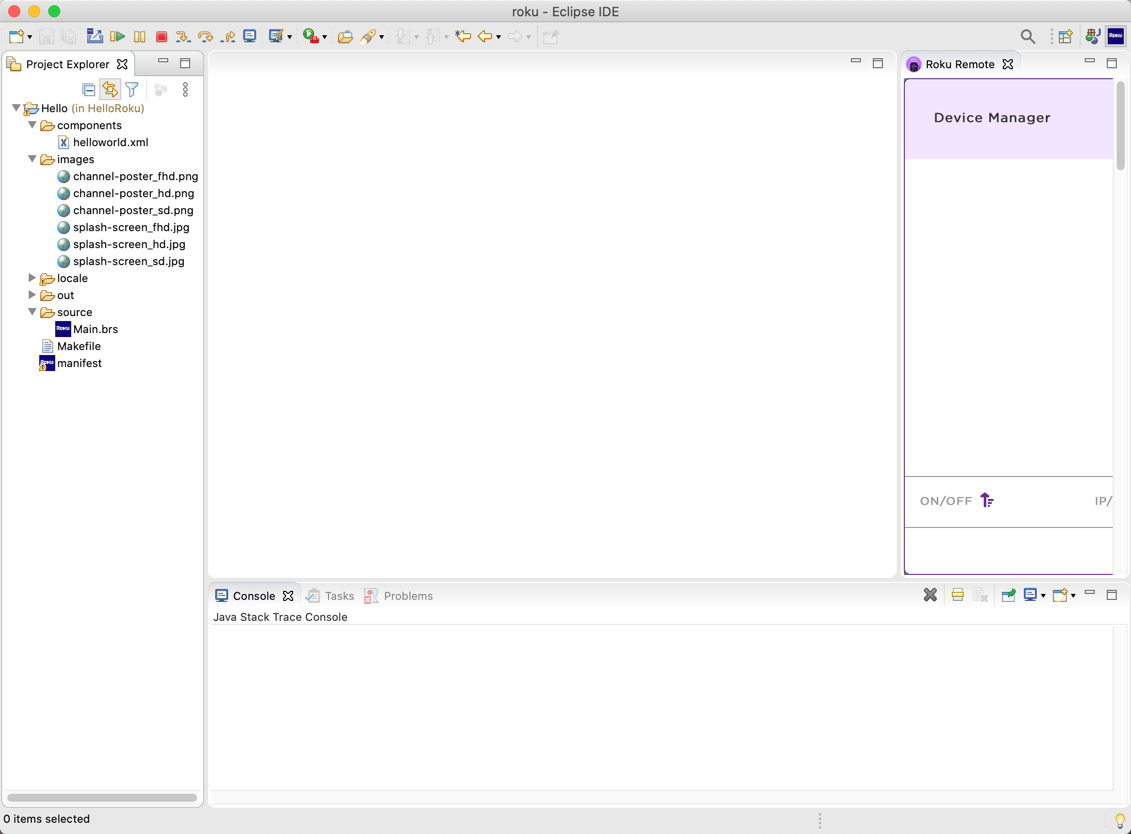 roku - Eclipse IDE
Roku
Project Explorer
Roku Remote
Hello (in HelloRoku)
components
helloworld.xml
images
channel-poster_fhd.png
channel-poster_hd.png
channel-poster_sd.png
splash-screen_fhd.jpg
splash-screen_hd.jpg
splash-screen_sd.jpg
locale
out
source
Roku Main.brs
Makefile
manifest
Device Manager
ON/OFF IP/
Console Tasks Problems
Java Stack Trace Console
0 items selected